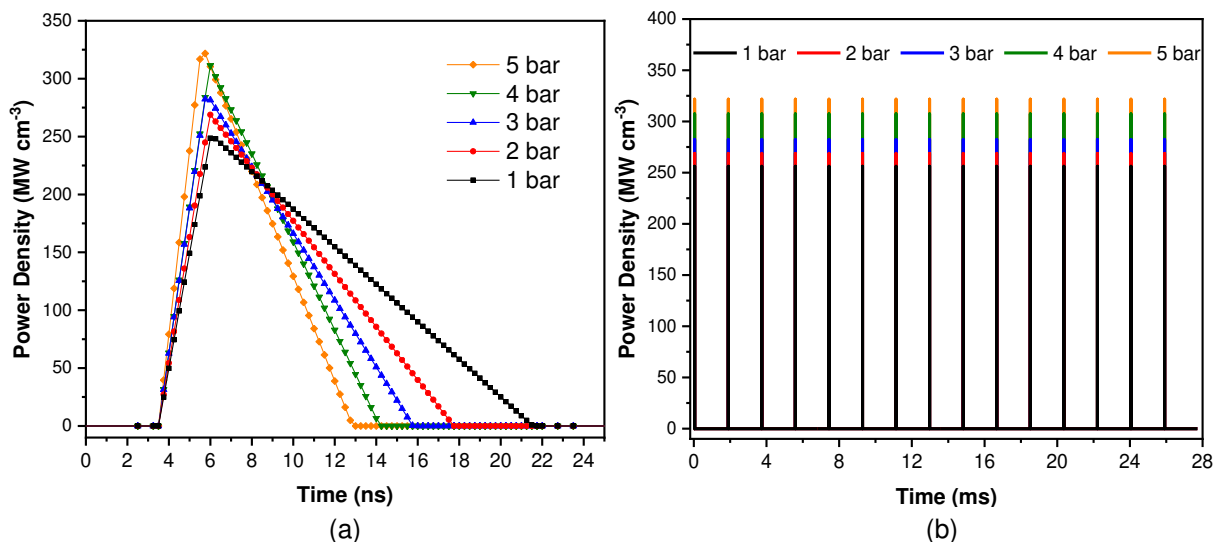 350
300
250
200
150
100
50
0
Power Density (MW cm-3)
5 bar
4 bar
3 bar
2 bar
1 bar
0 2 4 6 8 10 12 14 16 18 20 22 24
Time (ns)
(a)
400
350
300
250
200
150
100
50
0
Power Density (MW cm-3)
1 bar 2 bar 3 bar 4 bar 5 bar
0 4 8 12 16 20 24 28
Time (ms)
(b)